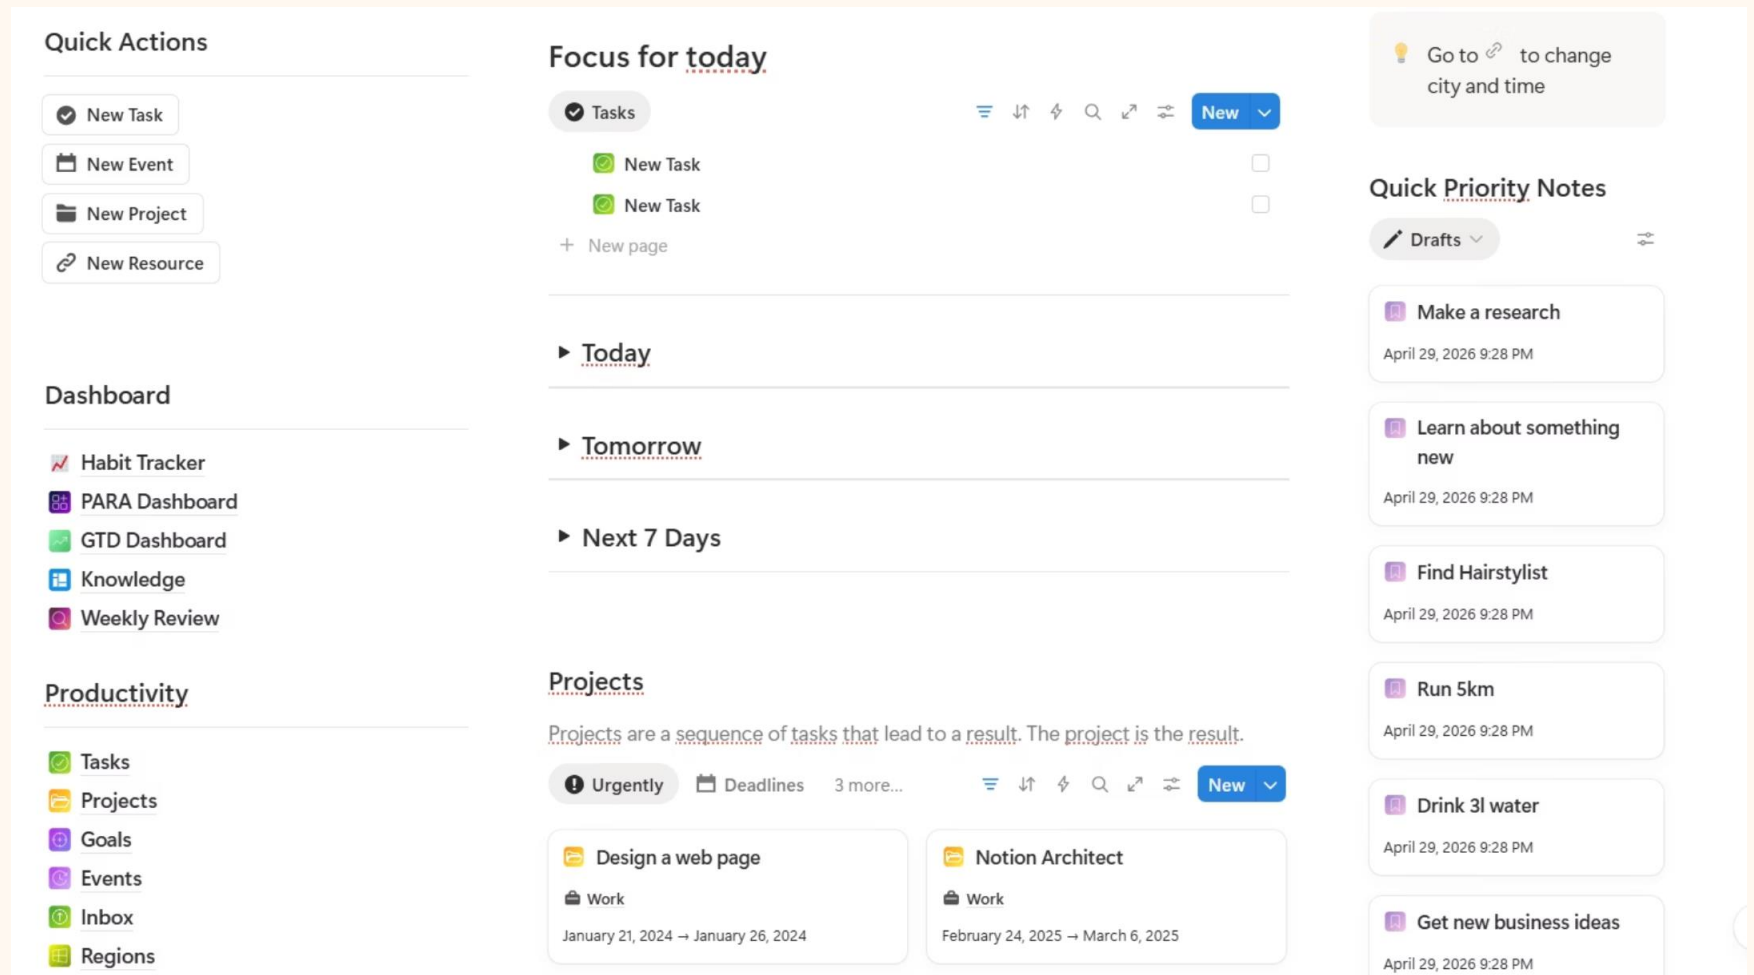 Quick Actions
New Task
New Event
New Project
New Resource
Dashboard
Habit Tracker
PARA Dashboard
GTD Dashboard
Knowledge
Weekly Review
Productivity
Tasks
Projects
Goals
Events
Inbox
Regions
Focus for today
Tasks
New
New Task
New Task
New page
Today
Tomorrow
Next 7 Days
Projects
Projects are a sequence of tasks that lead to a result. The project is the result.
Urgently Deadlines 3 more...
New
Design a web page
Work
January 21, 2024 → January 26, 2024
Notion Architect
Work
February 24, 2025 → March 6, 2025
Go to to change
city and time
Quick Priority Notes
Drafts
Make a research
April 29, 2026 9:28 PM
Learn about something
new
April 29, 2026 9:28 PM
Find Hairstylist
April 29, 2026 9:28 PM
Run 5km
April 29, 2026 9:28 PM
Drink 3l water
April 29, 2026 9:28 PM
Get new business ideas
April 29, 2026 9:28 PM